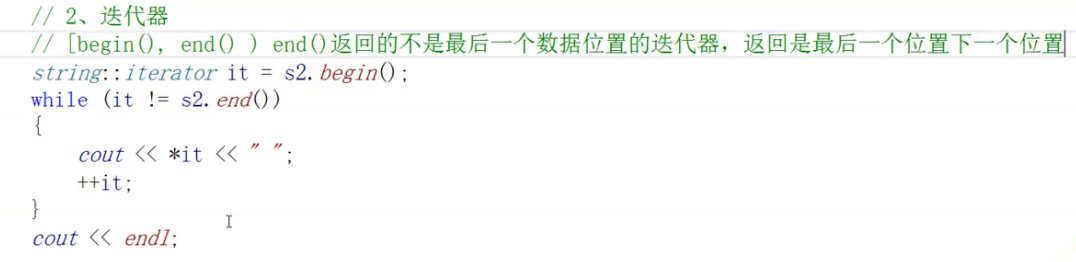 // 2、迭代器
// [begin(), end() ) end()返回的不是最后一个数据位置的迭代器，返回是最后一个位置下一个位置
string::iterator it = s2.begin();
while (it != s2.end())
{
    cout << *it << " ";
    ++it;
}
cout << endl;